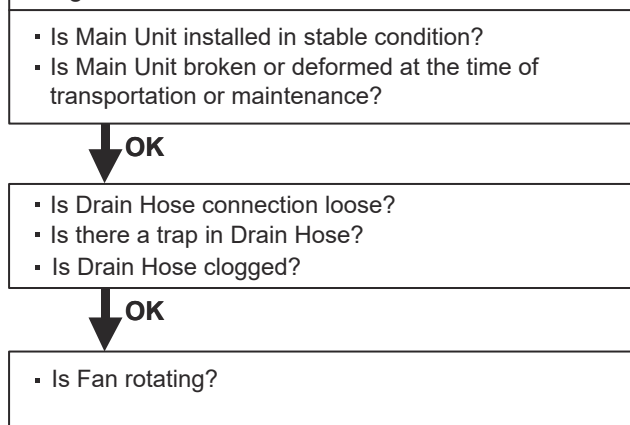 ▪ Is Main Unit installed in stable condition?
▪ Is Main Unit broken or deformed at the time of
transportation or maintenance?
OK
▪ Is Drain Hose connection loose?
▪ Is there a trap in Drain Hose?
▪ Is Drain Hose clogged?
OK
▪ Is Fan rotating?